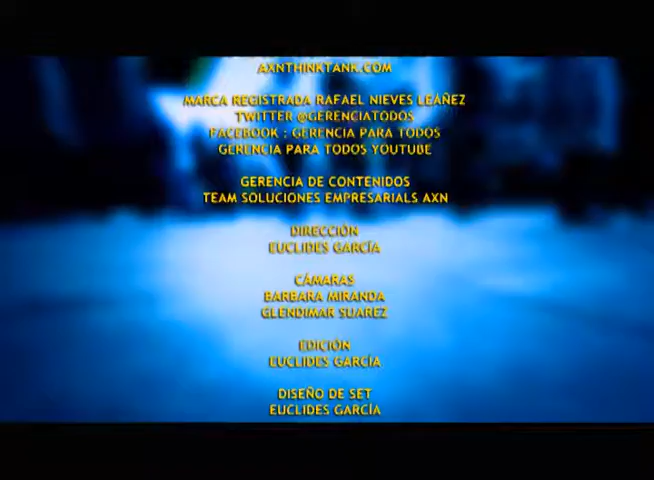 AXNTHINKTANK.COM
MARCA REGISTRADA RAFAEL NIEVES LEÁÑEZ
TWITTER @GERENCIATODOS
FACEBOOK : GERENCIA PARA TODOS
GERENCIA PARA TODOS YOUTUBE
GERENCIA DE CONTENIDOS
TEAM SOLUCIONES EMPRESARIALS AXN
DIRECCIÓN
EUCLIDES GARCÍA
CÁMARAS
BARBARA MIRANDA
GLENDIMAR SUAREZ
EDICIÓN
EUCLIDES GARCÍA
DISEÑO DE SET
EUCLIDES GARCÍA